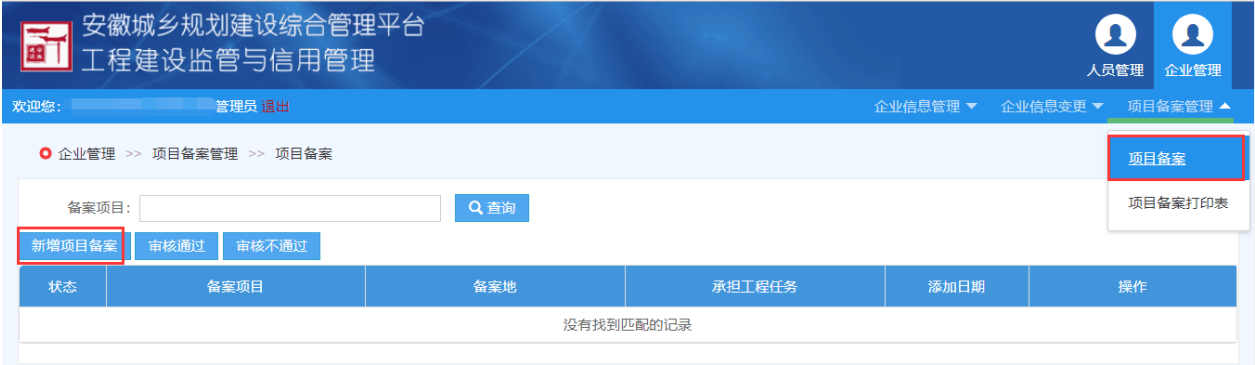 安徽城乡规划建设综合管理平台
工程建设监管与信用管理
人员管理 企业管理
欢迎您: 管理员 退出 企业信息管理 企业信息变更 项目备案管理
企业管理 >> 项目备案管理 >> 项目备案
项目备案
项目备案打印表
备案项目: 查询
新增项目备案 审核通过 审核不通过
状态 备案项目 备案地 承担工程任务 添加日期 操作
没有找到匹配的记录